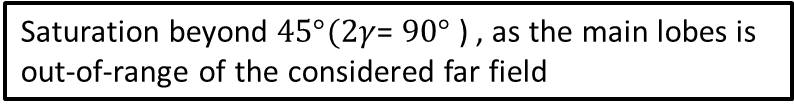 Saturation beyond 45°(2γ= 90° ), as the main lobes is
out-of-range of the considered far field